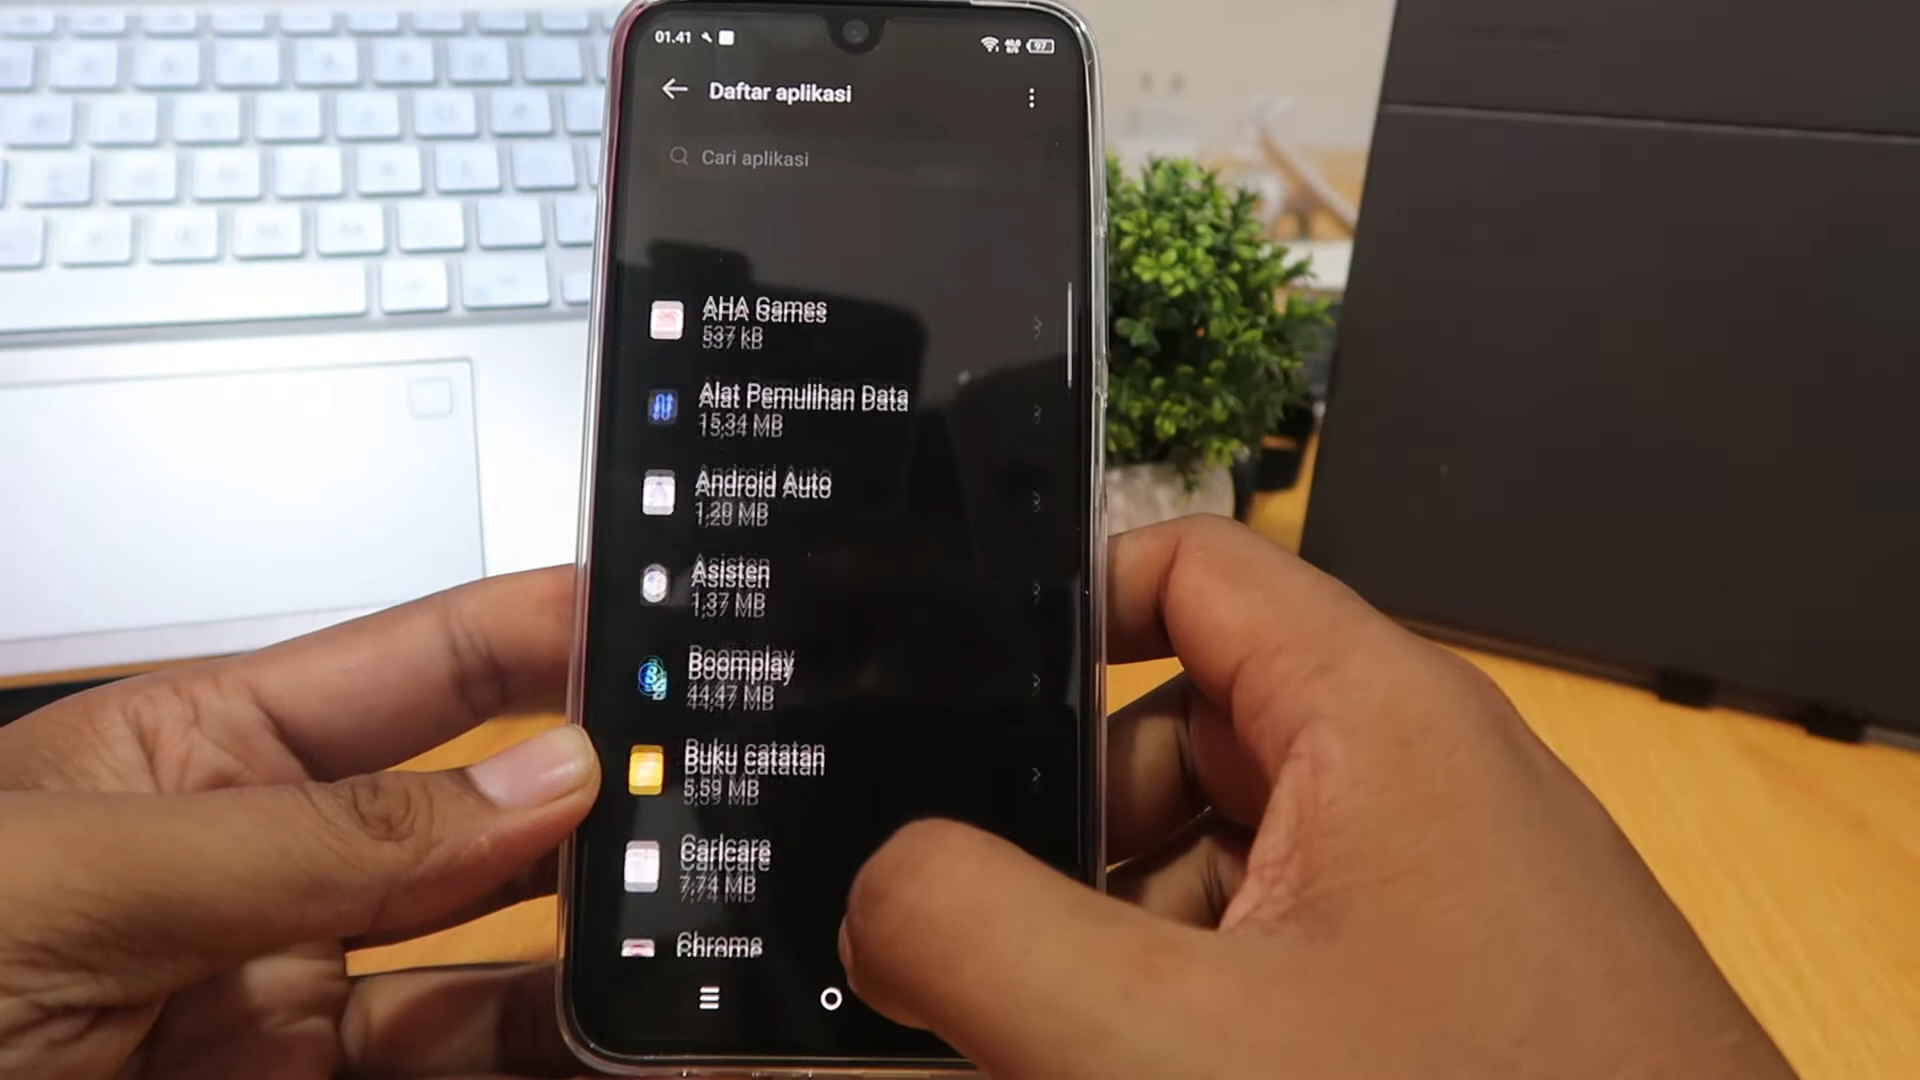 01.41
97
Daftar aplikasi
Cari aplikasi
AHA Games
537 kB
Alat Pemulihan Data
15,34 MB
Android Auto
1,20 MB
Asisten
1,37 MB
Boomplay
44,47 MB
Buku catatan
5,59 MB
Carlcare
7,74 MB
Chrome